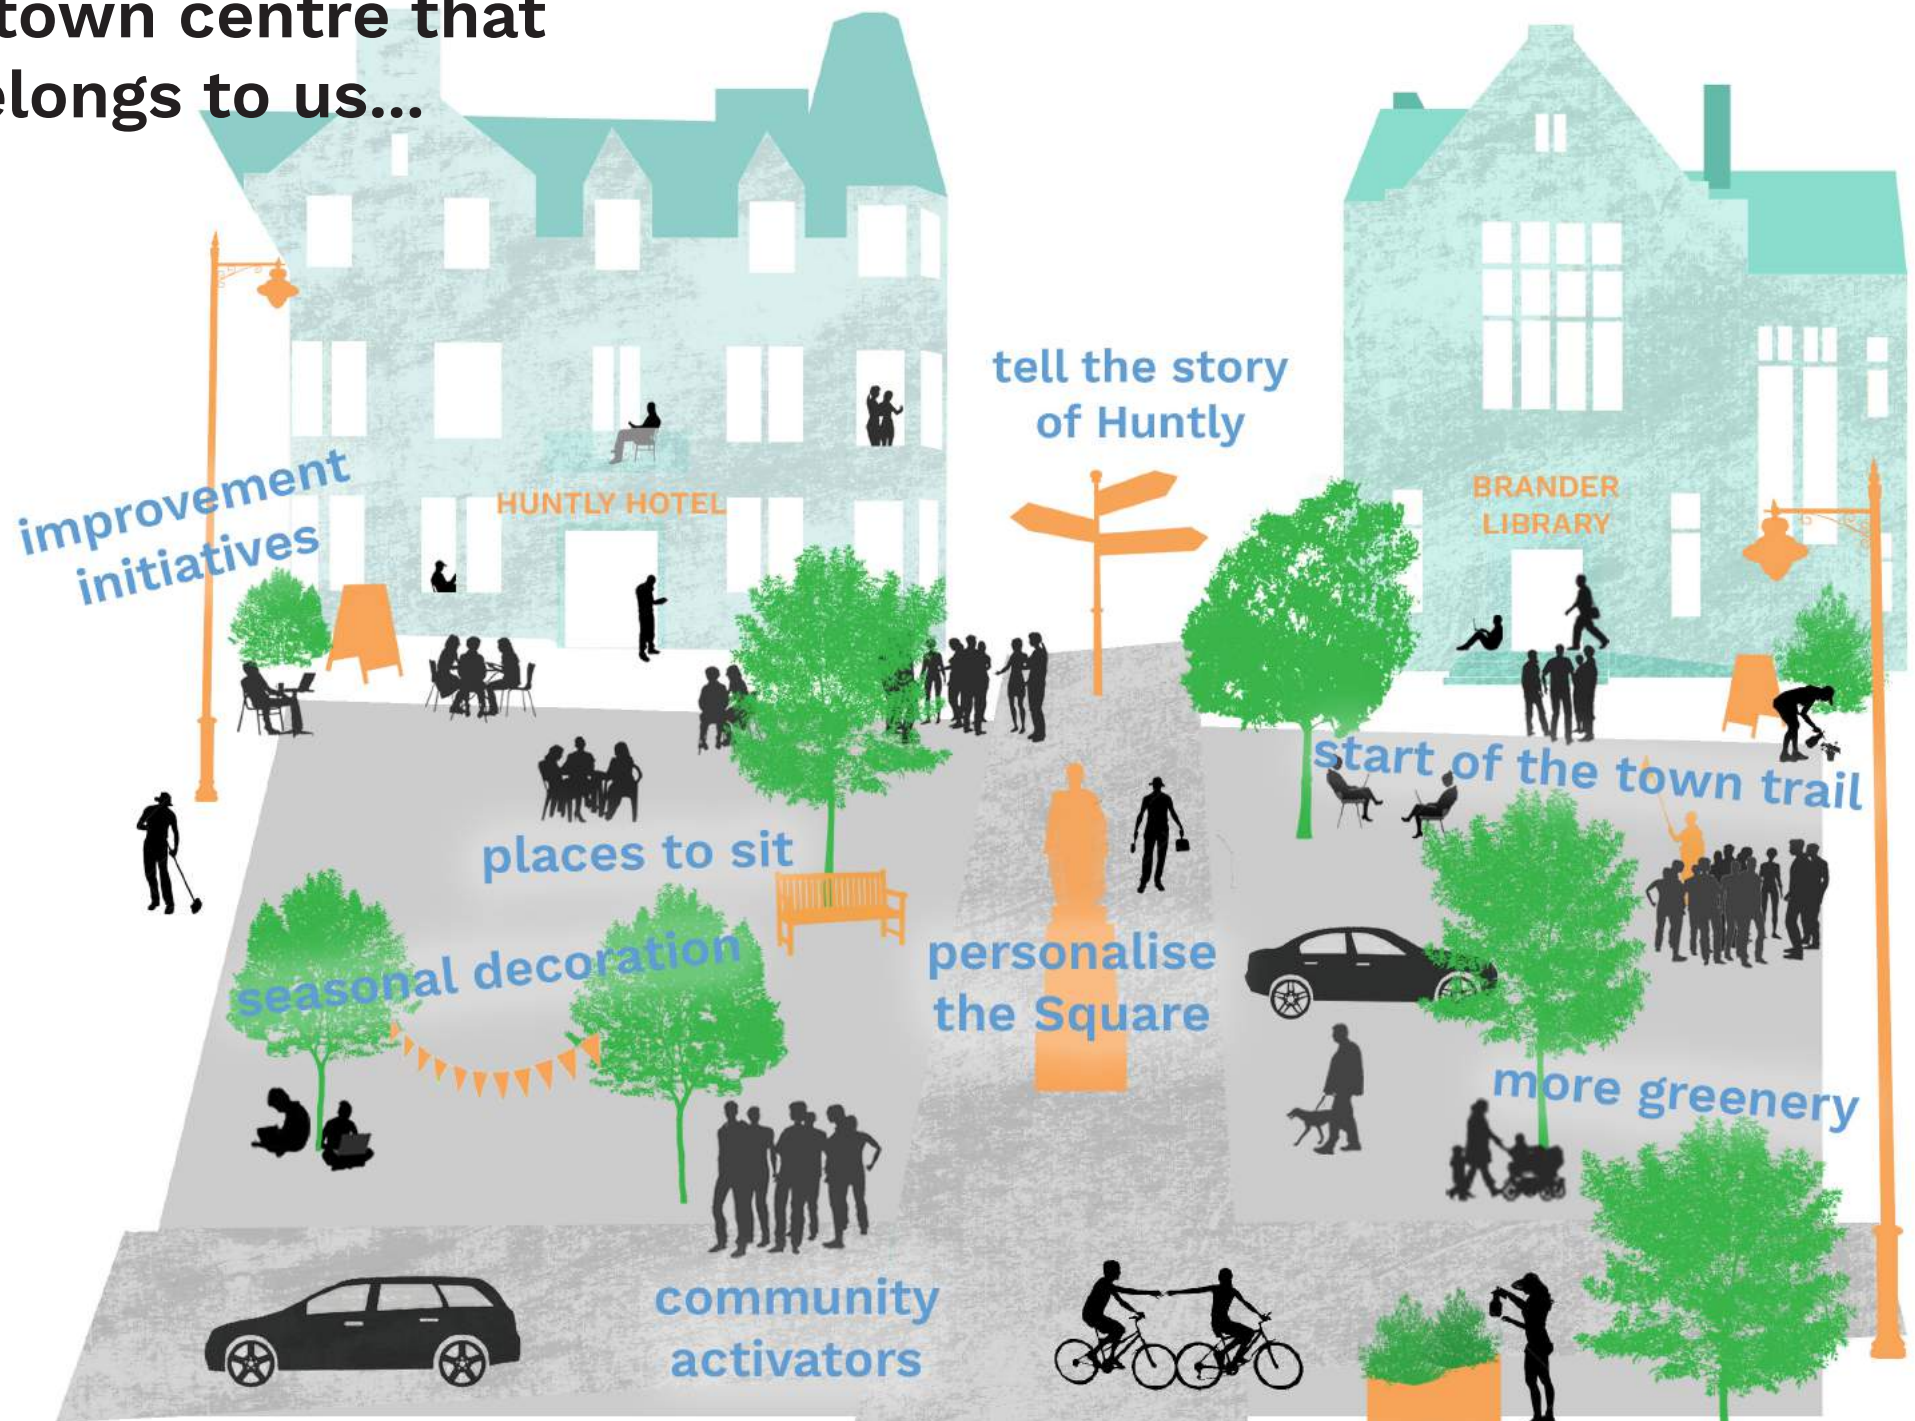 town centre that
elongs to us...
tell the story
of Huntly
improvement
initiatives
HUNTLY HOTEL
BRANDER
LIBRARY
start of the town trail
places to sit
seasonal decoration
personalise
the Square
more greenery
community
activators